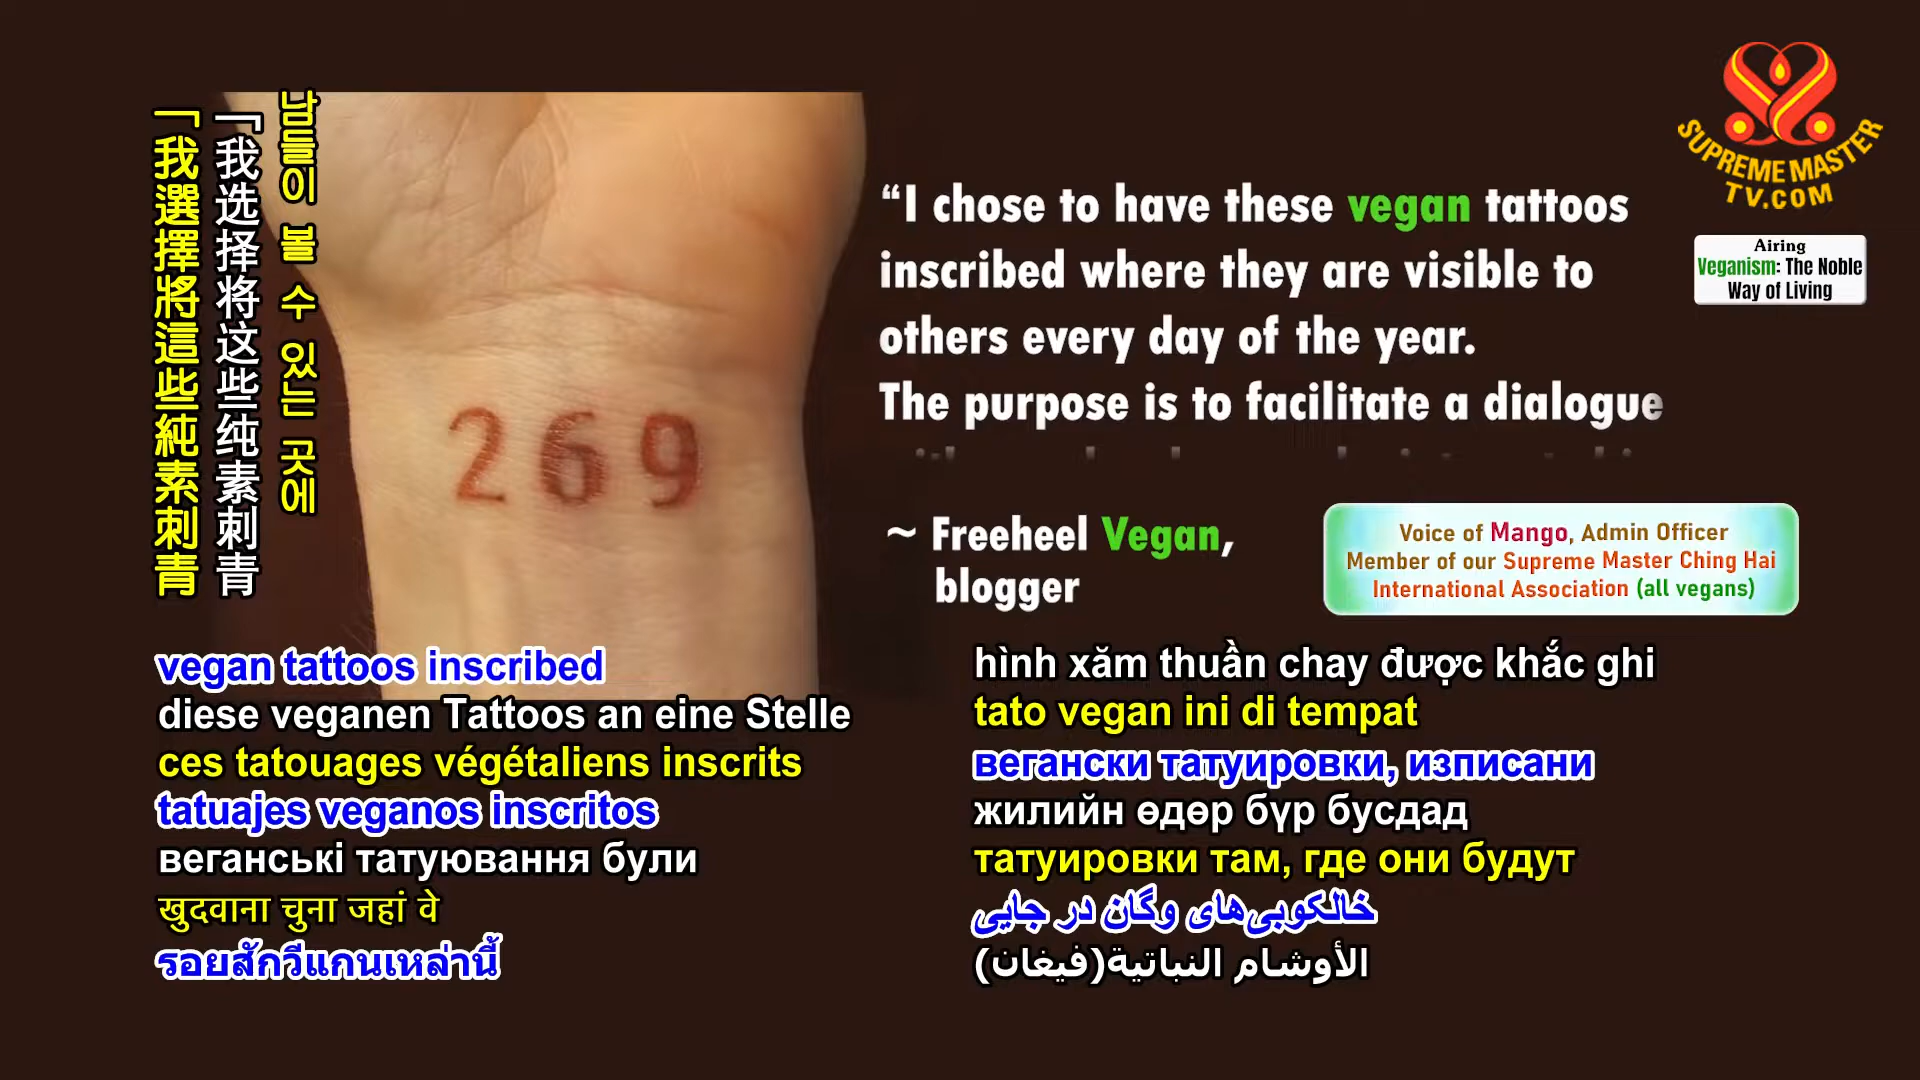 남들이 볼 수 있는 곳에
「我选择将这些纯素刺青
「我選擇將這些純素刺青
269
“I chose to have these vegan tattoos
inscribed where they are visible to
others every day of the year.
The purpose is to facilitate a dialogue
~ Freeheel Vegan,
blogger
SUPREME MASTER
TV.COM
Airing
Veganism: The Noble
Way of Living
Voice of Mango, Admin Officer
Member of our Supreme Master Ching Hai
International Association (all vegans)
vegan tattoos inscribed
diese veganen Tattoos an eine Stelle
ces tatouages végétaliens inscrits
tatuajes veganos inscritos
веганські татуювання були
खुदवाना चुना जहां वे
รอยสักวีแกนเหล่านี้
hình xăm thuần chay được khắc ghi
tato vegan ini di tempat
вегански татуировки, изписани
жилийн өдөр бүр бусдад
татуировки там, где они будут
خالکوبی‌های وگان در جایی
الأوشام النباتية(فيغان)